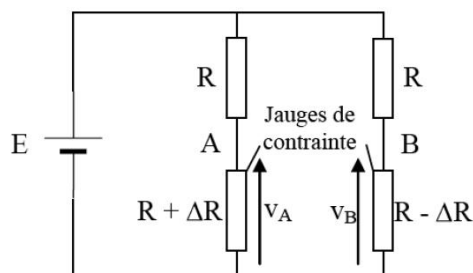 R
R
Jauges de
contrainte
A
B
E
R + ΔR
v_A
v_B
R - ΔR